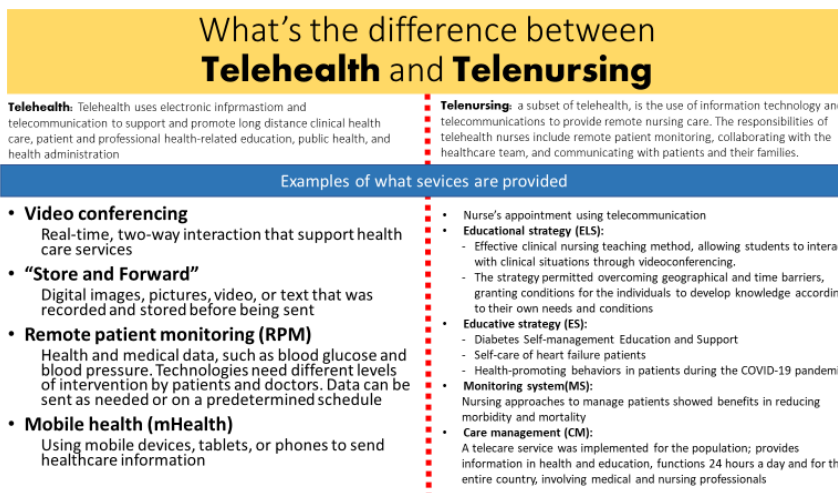 What's the difference between
Telehealth and Telenursing
Telehealth: Telehealth uses electronic infprmastiom and
telecommunication to support and promote long distance clinical health
care, patient and professional health-related education, public health, and
health administration
Telenursing: a subset of telehealth, is the use of information technology an
telecommunications to provide remote nursing care. The responsibilities of
telehealth nurses include remote patient monitoring, collaborating with the
healthcare team, and communicating with patients and their families.
Examples of what sevices are provided
• Video conferencing
Real-time, two-way interaction that support health
care services
• “Store and Forward”
Digital images, pictures, video, or text that was
recorded and stored before being sent
• Remote patient monitoring (RPM)
Health and medical data, such as blood glucose and
blood pressure. Technologies need different levels
of intervention by patients and doctors. Data can be
sent as needed or on a predetermined schedule
• Mobile health (mHealth)
Using mobile devices, tablets, or phones to send
healthcare information
• Nurse's appointment using telecommunication
• Educational strategy (ELS):
- Effective clinical nursing teaching method, allowing students to intera
with clinical situations through videoconferencing.
- The strategy permitted overcoming geographical and time barriers,
granting conditions for the individuals to develop knowledge accordin
to their own needs and conditions
• Educative strategy (ES):
- Diabetes Self-management Education and Support
- Self-care of heart failure patients
- Health-promoting behaviors in patients during the COVID-19 pandemi
• Monitoring system(MS):
Nursing approaches to manage patients showed benefits in reducing
morbidity and mortality
• Care management (CM):
A telecare service was implemented for the population; provides
information in health and education, functions 24 hours a day and for th
entire country, involving medical and nursing professionals